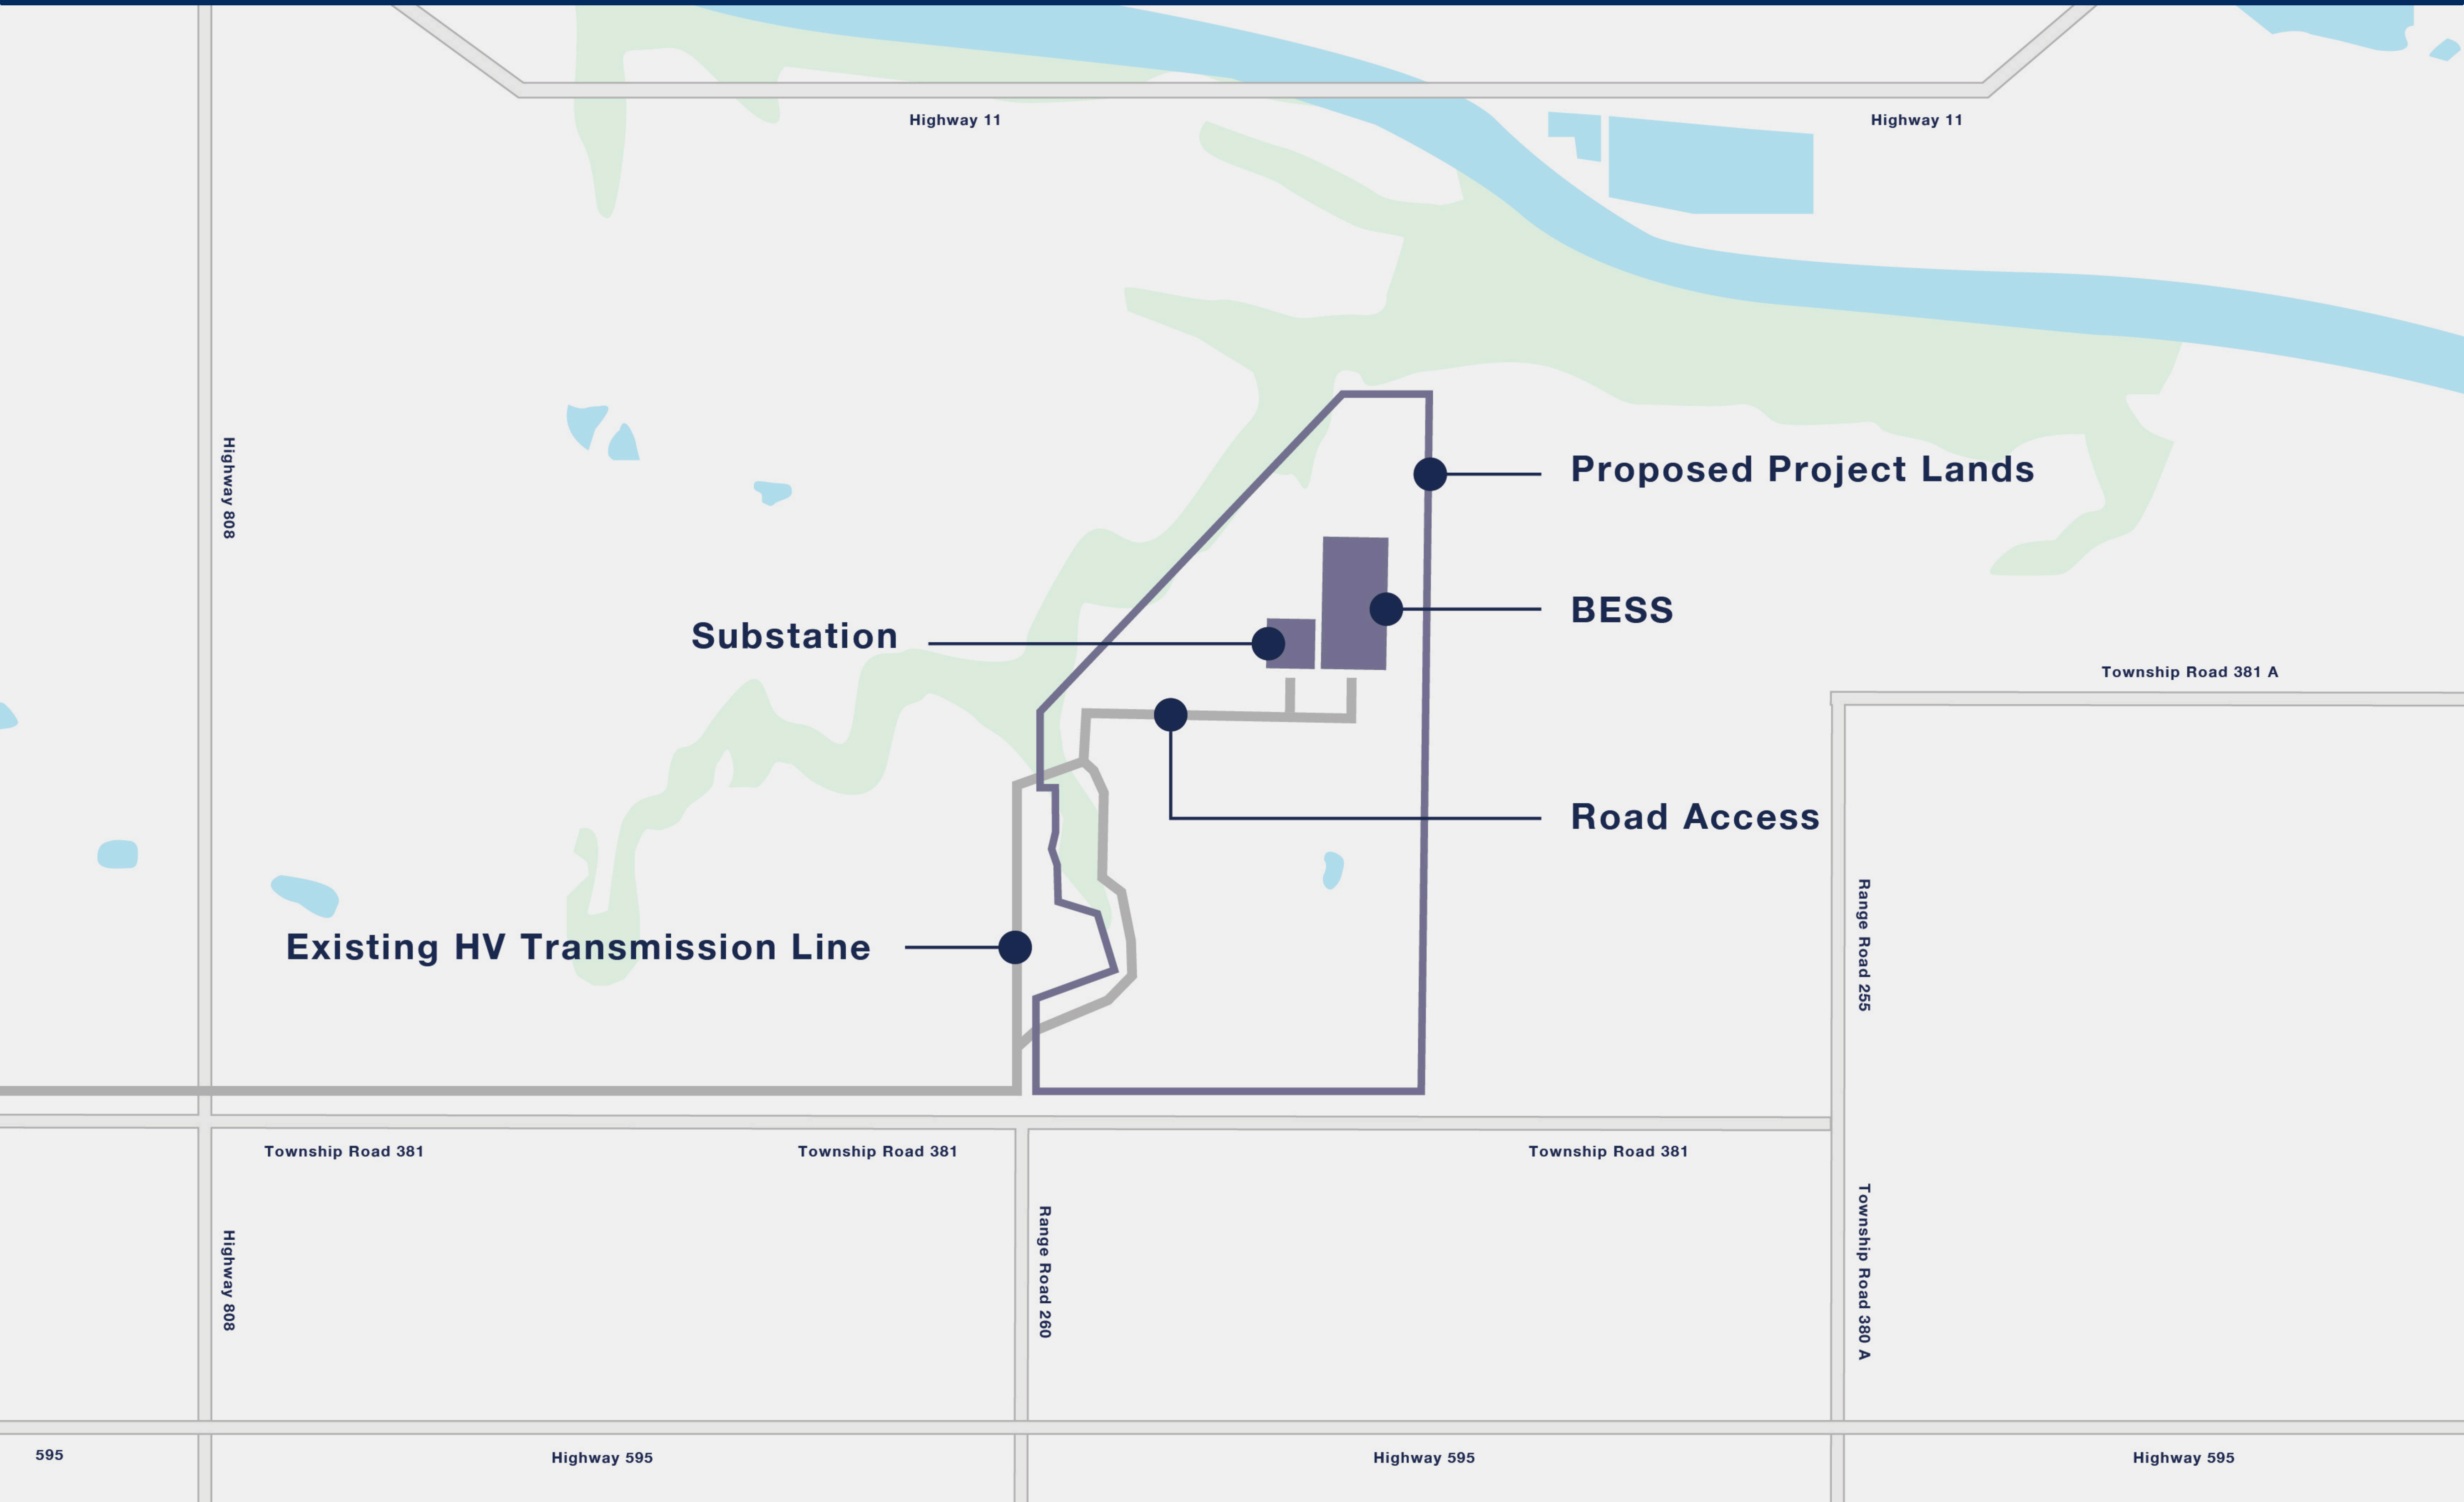 Highway 11
Highway 11
Highway 808
Proposed Project Lands
BESS
Substation
Township Road 381 A
Road Access
Range Road 255
Existing HV Transmission Line
Township Road 381
Township Road 381
Township Road 381
Highway 808
Range Road 260
Township Road 380 A
595
Highway 595
Highway 595
Highway 595